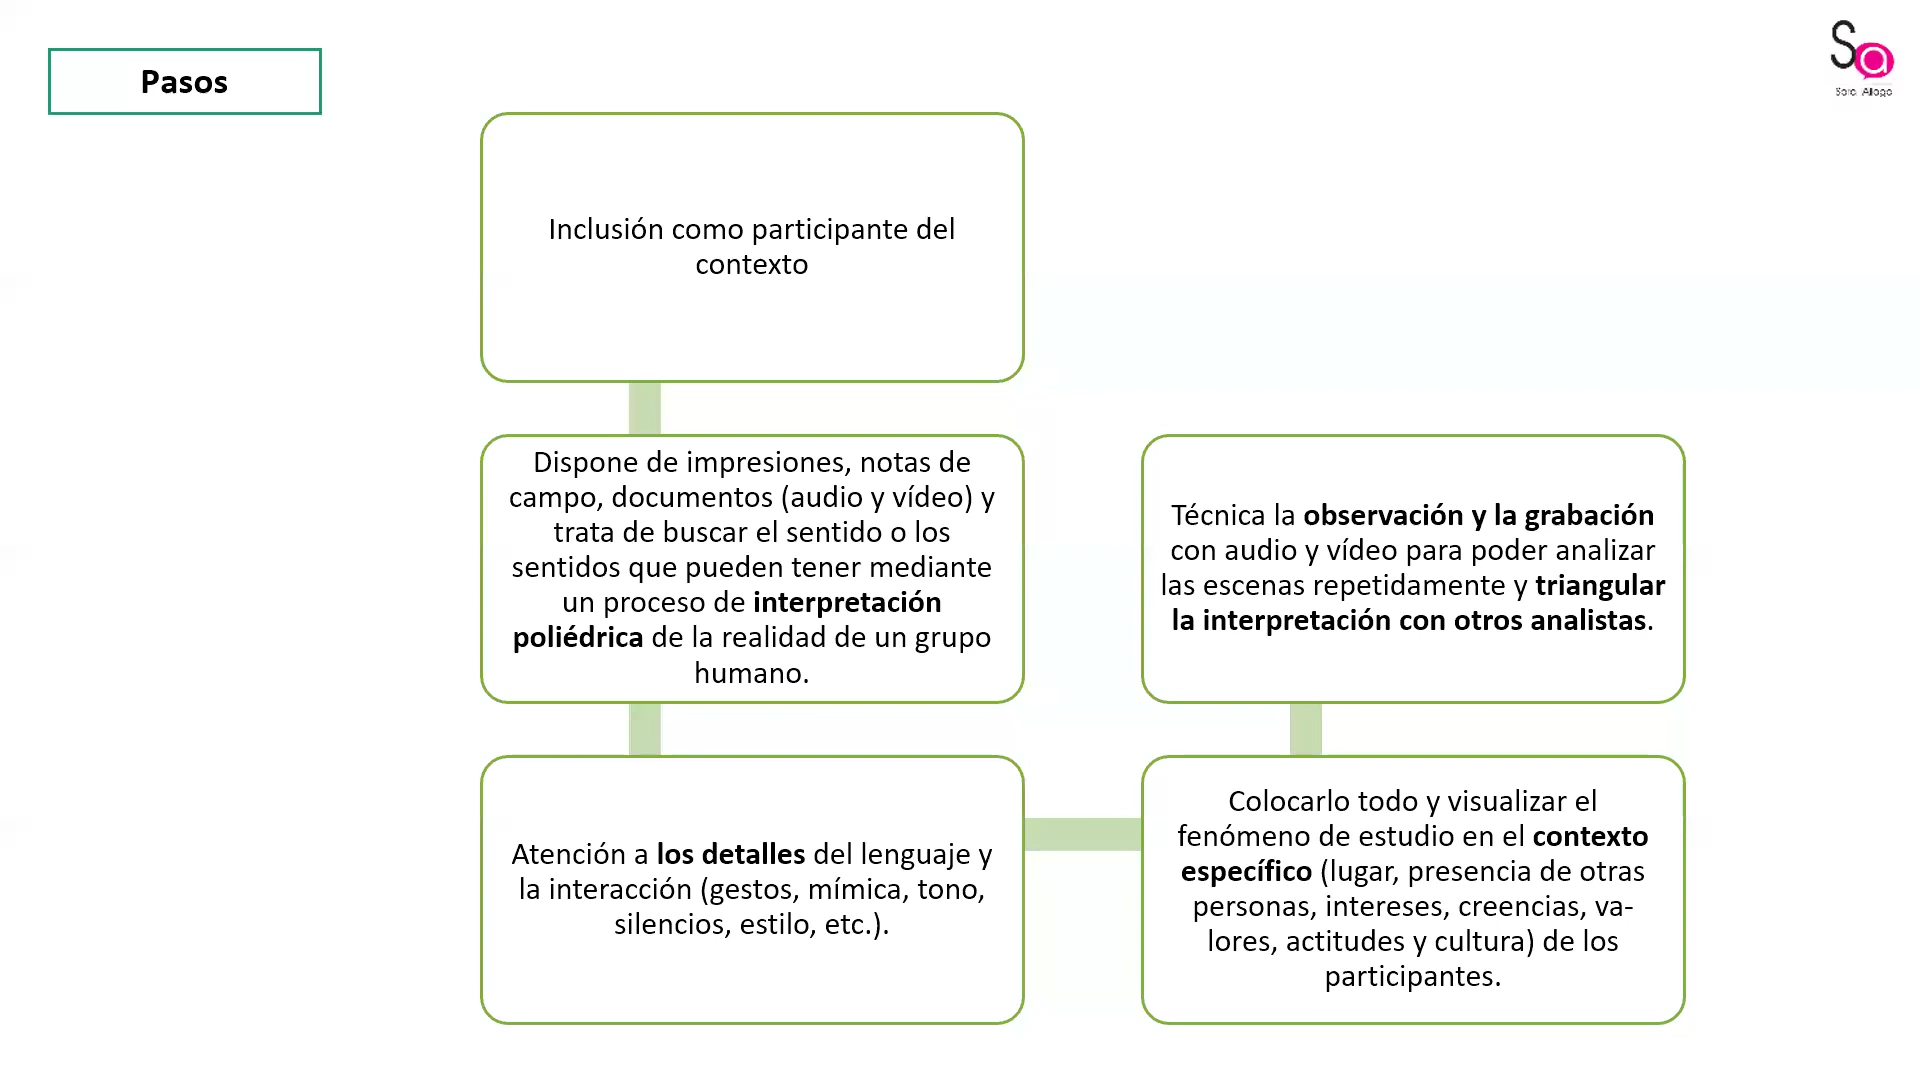 Pasos
Sara Aliaga
Inclusión como participante del
contexto
Dispone de impresiones, notas de
campo, documentos (audio y vídeo) y
trata de buscar el sentido o los
sentidos que pueden tener mediante
un proceso de interpretación
poliédrica de la realidad de un grupo
humano.
Atención a los detalles del lenguaje y
la interacción (gestos, mímica, tono,
silencios, estilo, etc.).
Colocarlo todo y visualizar el
fenómeno de estudio en el contexto
específico (lugar, presencia de otras
personas, intereses, creencias, va-
lores, actitudes y cultura) de los
participantes.
Técnica la observación y la grabación
con audio y vídeo para poder analizar
las escenas repetidamente y triangular
la interpretación con otros analistas.